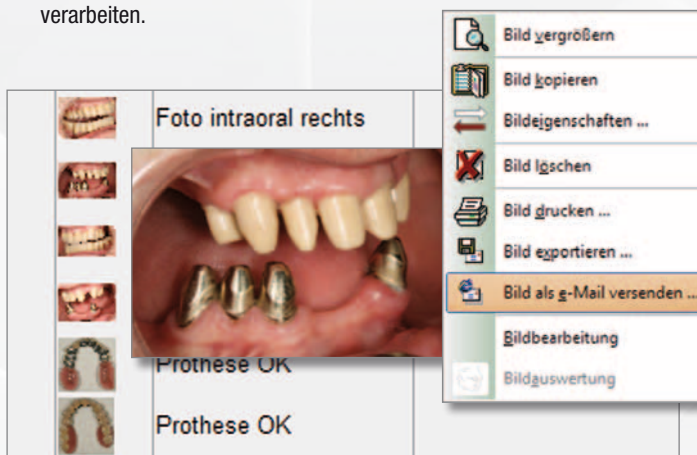 verarbeiten.
Foto intraoral rechts
Prothese OK
Prothese OK
Bild vergrößern
Bild kopieren
Bildeigenschaften ...
Bild löschen
Bild drucken ...
Bild exportieren ...
Bild als e-Mail versenden ...
Bildbearbeitung
Bildauswertung